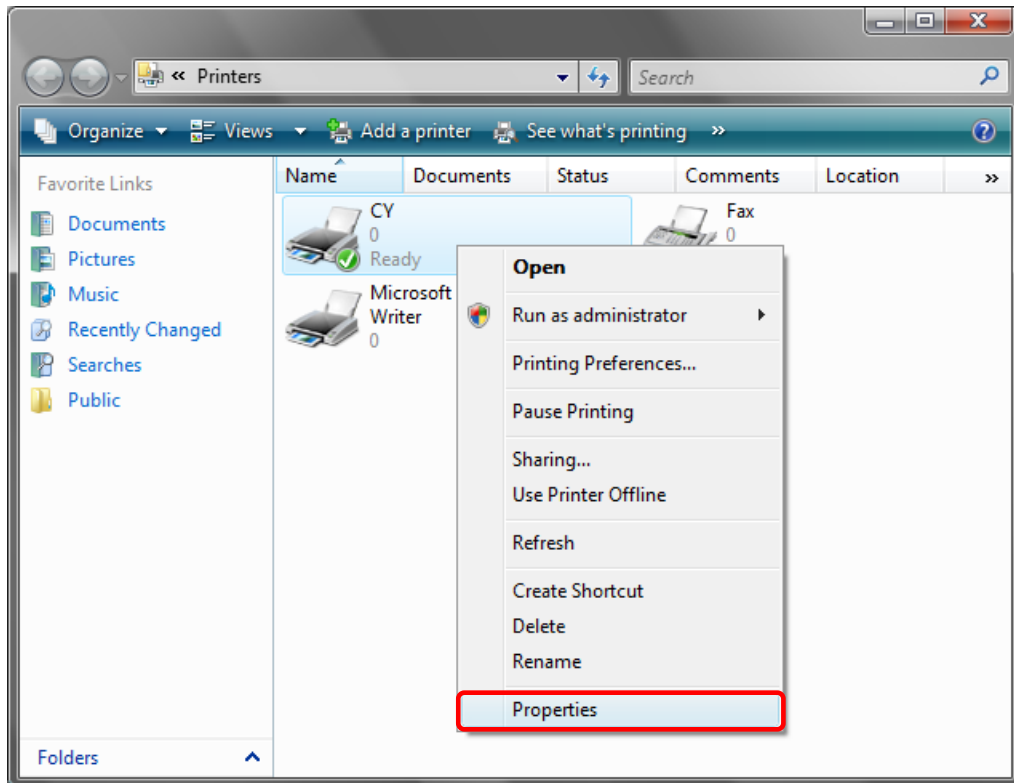 « Printers
Search
Organize Views Add a printer See what's printing »
Favorite Links
Documents
Pictures
Music
Recently Changed
Searches
Public
Folders
Name Documents Status Comments Location »
CY
0
Ready
Fax
0
Microsoft
Writer
0
Open
Run as administrator
Printing Preferences...
Pause Printing
Sharing...
Use Printer Offline
Refresh
Create Shortcut
Delete
Rename
Properties